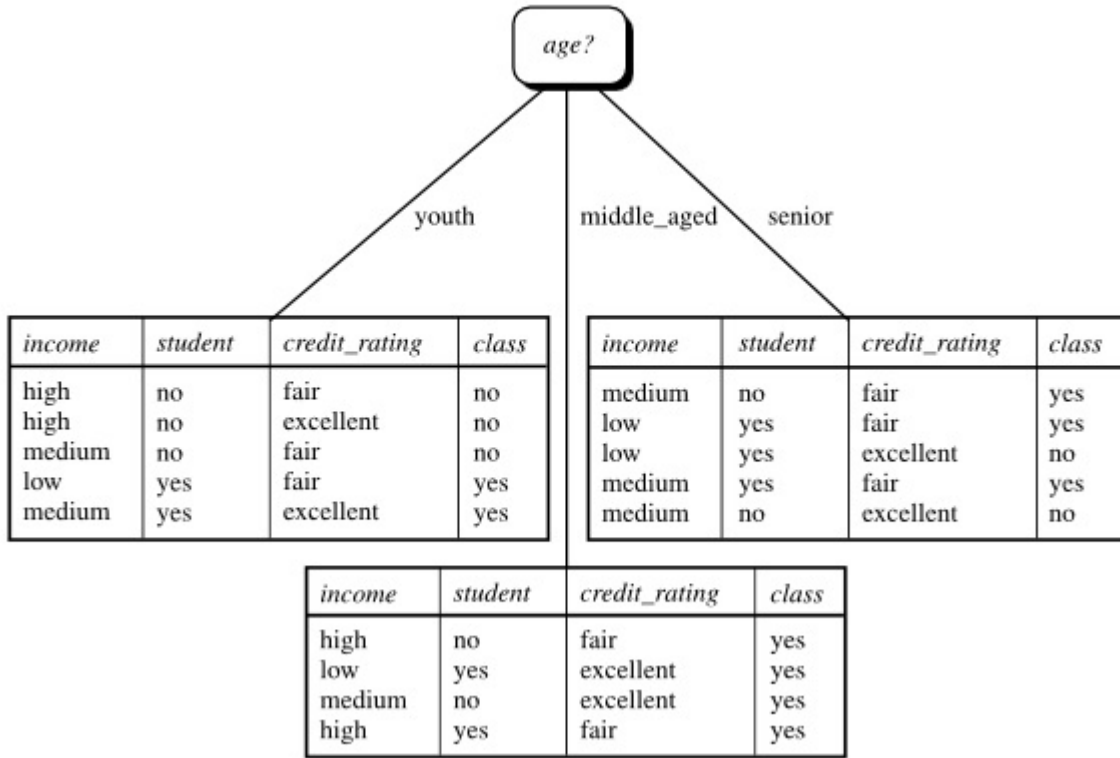 age?
youth
middle_aged
senior
income student credit_rating class
high no fair no
high no excellent no
medium no fair no
low yes fair yes
medium yes excellent yes
income student credit_rating class
medium no fair yes
low yes fair yes
low yes excellent no
medium yes fair yes
medium no excellent no
income student credit_rating class
high no fair yes
low yes excellent yes
medium no excellent yes
high yes fair yes